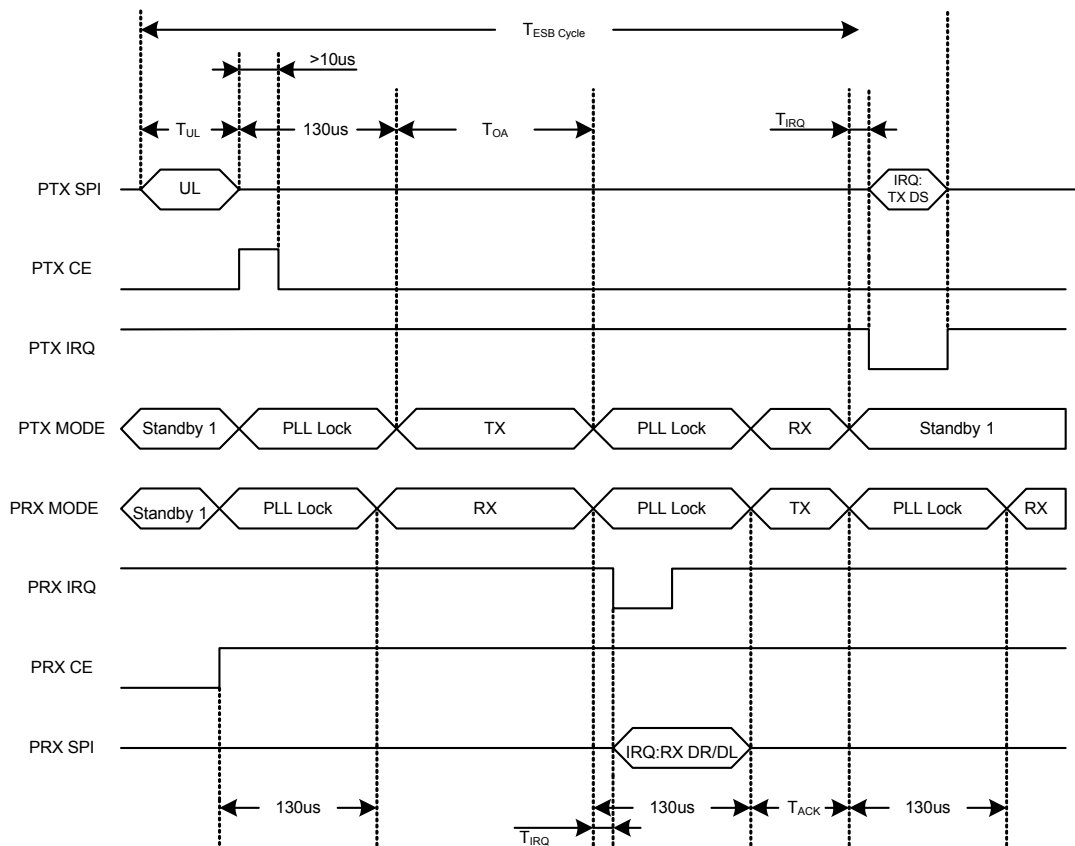 TESB Cycle
>10us
TUL
130us
TOA
TIRQ
PTX SPI
UL
IRQ:
TX DS
PTX CE
PTX IRQ
PTX MODE
Standby 1
PLL Lock
TX
PLL Lock
RX
Standby 1
PRX MODE
Standby 1
PLL Lock
RX
PLL Lock
TX
PLL Lock
RX
PRX IRQ
PRX CE
PRX SPI
IRQ:RX DR/DL
130us
130us
TACK
130us
TIRQ